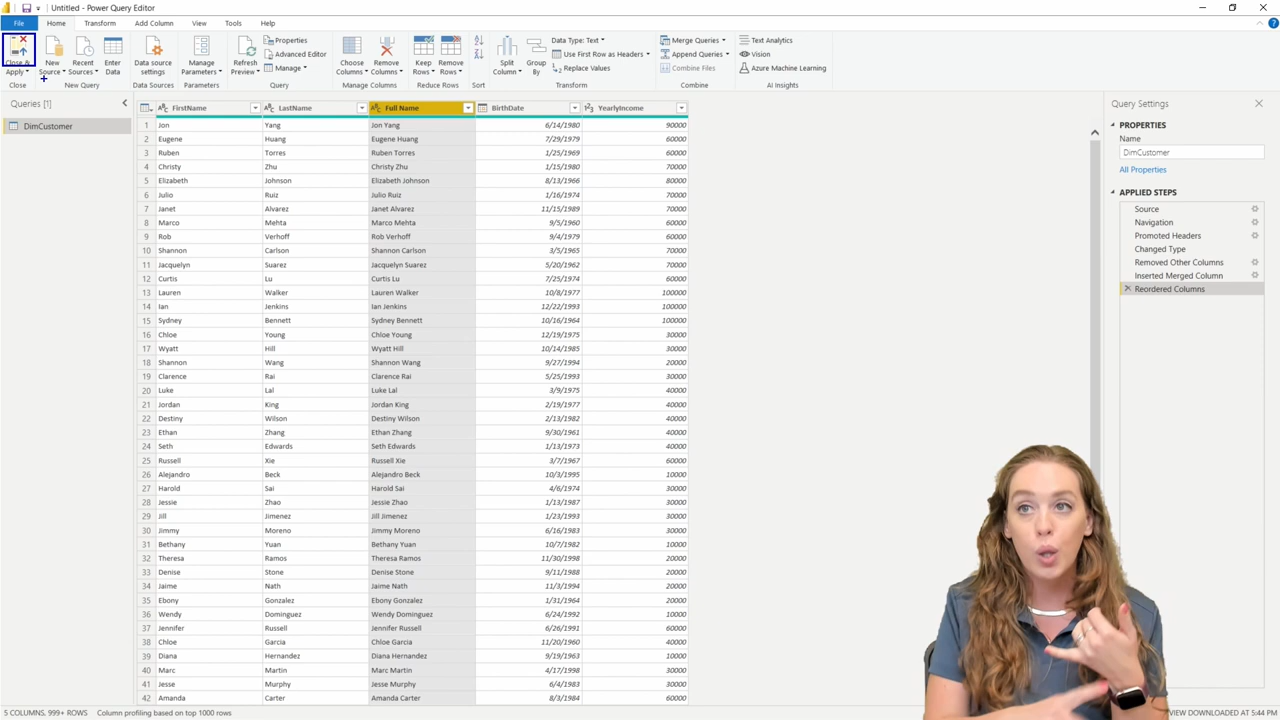 Untitled - Power Query Editor
File Home Transform Add Column View Tools Help
Close & Apply New Source Recent Sources Enter Data Data source settings Manage Parameters Refresh Preview Properties Advanced Editor Manage Choose Columns Remove Columns Keep Rows Remove Rows Split Column Group By Data Type: Text Use First Row as Headers Replace Values Merge Queries Append Queries Combine Files Text Analytics Vision Azure Machine Learning
Close New Query Data Sources Parameters Query Manage Columns Reduce Rows Sort Transform Combine AI Insights
Queries [1]
DimCustomer
FirstName LastName Full Name BirthDate YearlyIncome
1 Jon Yang Jon Yang 6/14/1980 90000
2 Eugene Huang Eugene Huang 7/29/1979 60000
3 Ruben Torres Ruben Torres 1/25/1969 60000
4 Christy Zhu Christy Zhu 1/15/1980 70000
5 Elizabeth Johnson Elizabeth Johnson 8/13/1966 80000
6 Julio Ruiz Julio Ruiz 1/16/1974 70000
7 Janet Alvarez Janet Alvarez 11/15/1989 70000
8 Marco Mehta Marco Mehta 9/5/1960 60000
9 Rob Verhoff Rob Verhoff 9/4/1979 60000
10 Shannon Carlson Shannon Carlson 3/5/1965 70000
11 Jacquelyn Suarez Jacquelyn Suarez 5/20/1962 70000
12 Curtis Lu Curtis Lu 7/25/1974 60000
13 Lauren Walker Lauren Walker 10/8/1977 100000
14 Ian Jenkins Ian Jenkins 12/22/1993 100000
15 Sydney Bennett Sydney Bennett 10/16/1964 100000
16 Chloe Young Chloe Young 12/19/1975 30000
17 Wyatt Hill Wyatt Hill 10/14/1985 30000
18 Shannon Wang Shannon Wang 9/27/1994 20000
19 Clarence Rai Clarence Rai 5/25/1993 30000
20 Luke Lal Luke Lal 3/9/1975 40000
21 Jordan King Jordan King 2/19/1977 40000
22 Destiny Wilson Destiny Wilson 2/13/1982 40000
23 Ethan Zhang Ethan Zhang 9/30/1961 40000
24 Seth Edwards Seth Edwards 1/13/1973 40000
25 Russell Xie Russell Xie 3/7/1967 60000
26 Alejandro Beck Alejandro Beck 10/3/1995 10000
27 Harold Sai Harold Sai 4/6/1974 30000
28 Jessie Zhao Jessie Zhao 1/13/1987 30000
29 Jill Jimenez Jill Jimenez 1/23/1993 30000
30 Jimmy Moreno Jimmy Moreno 6/16/1983 30000
31 Bethany Yuan Bethany Yuan 10/7/1982 10000
32 Theresa Ramos Theresa Ramos 11/30/1998 20000
33 Denise Stone Denise Stone 9/11/1988 20000
34 Jaime Nath Jaime Nath 11/3/1994 20000
35 Ebony Gonzalez Ebony Gonzalez 1/31/1964 20000
36 Wendy Dominguez Wendy Dominguez 6/24/1992 10000
37 Jennifer Russell Jennifer Russell 6/26/1991 60000
38 Chloe Garcia Chloe Garcia 11/20/1960 40000
39 Diana Hernandez Diana Hernandez 9/19/1963 10000
40 Marc Martin Marc Martin 4/17/1998 30000
41 Jesse Murphy Jesse Murphy 6/4/1983 30000
42 Amanda Carter Amanda Carter 8/3/1984 60000
Query Settings
PROPERTIES
Name
DimCustomer
All Properties
APPLIED STEPS
Source
Navigation
Promoted Headers
Changed Type
Removed Other Columns
Inserted Merged Column
Reordered Columns
5 COLUMNS, 999+ ROWS Column profiling based on top 1000 rows
VIEW DOWNLOADED AT 5:44 PM